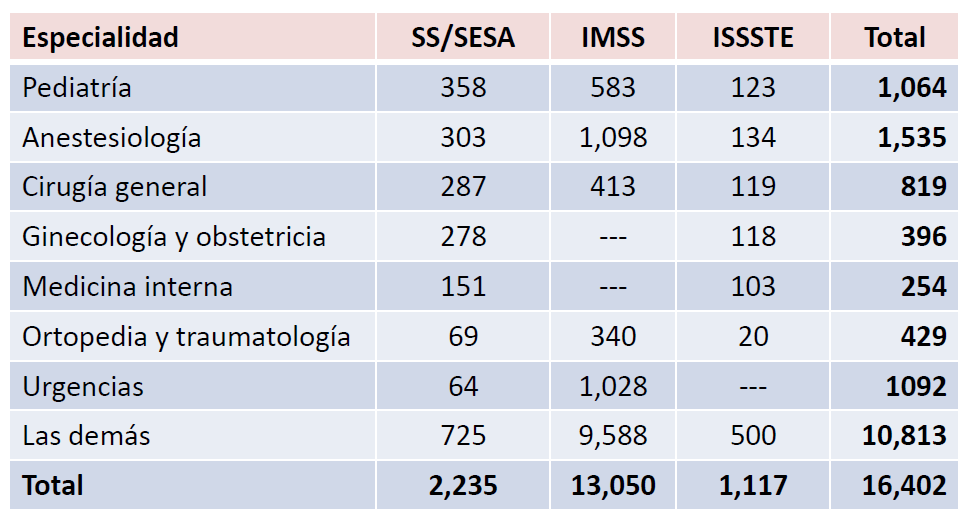 Especialidad SS/SESA IMSS ISSSTE Total
Pediatría 358 583 123 1,064
Anestesiología 303 1,098 134 1,535
Cirugía general 287 413 119 819
Ginecología y obstetricia 278 --- 118 396
Medicina interna 151 --- 103 254
Ortopedia y traumatología 69 340 20 429
Urgencias 64 1,028 --- 1092
Las demás 725 9,588 500 10,813
Total 2,235 13,050 1,117 16,402